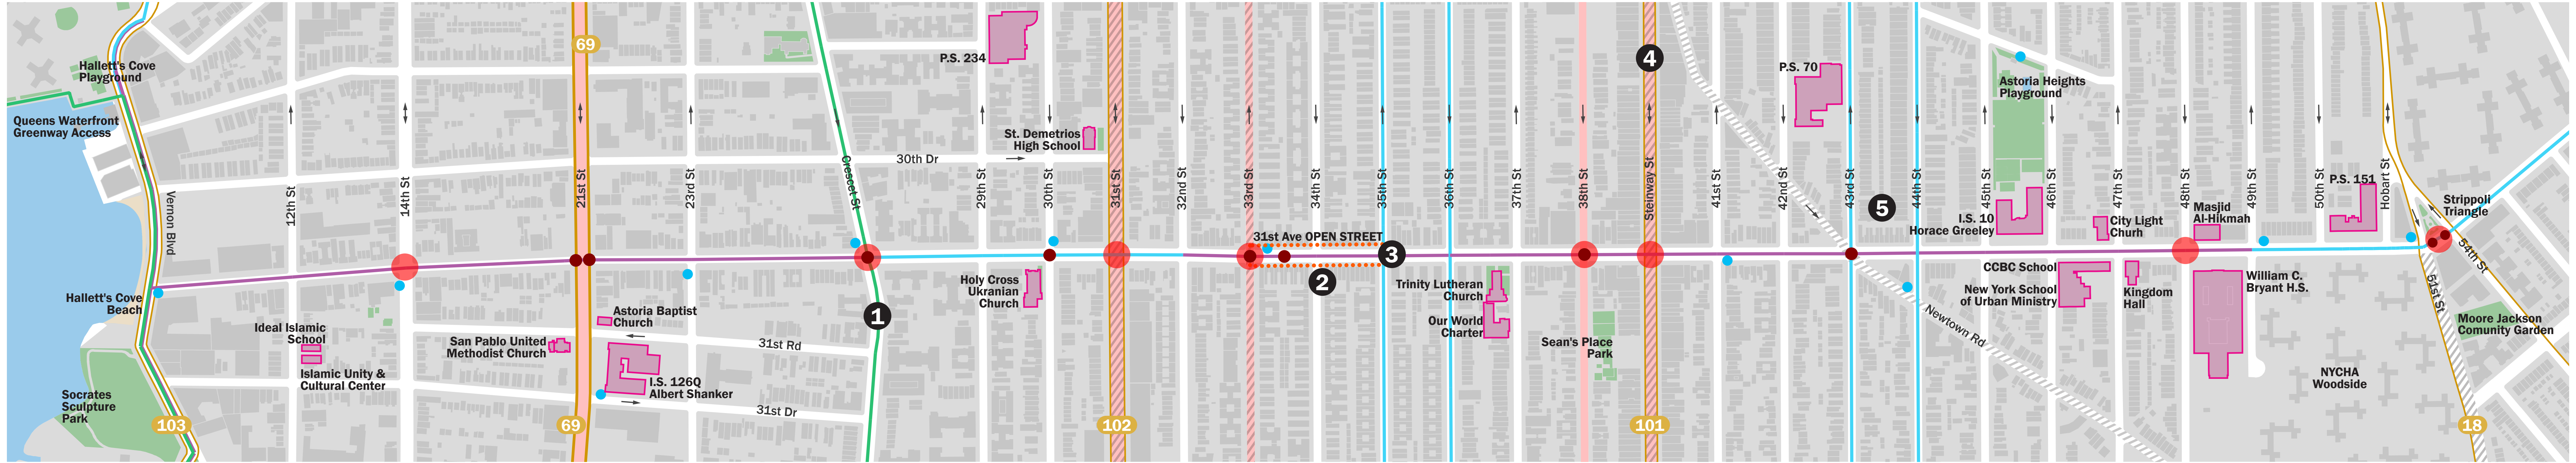 Hallett's Cove
Playground
Queens Waterfront
Greenway Access
Hallett's Cove
Beach
Socrates
Sculpture
Park
103
Vernon Blvd
12th St
Ideal Islamic
School
Islamic Unity &
Cultural Center
14th St
69
21st St
San Pablo United
Methodist Church
Astoria Baptist
Church
I.S. 126Q
Albert Shanker
69
23rd St
31st Rd
31st Dr
Crescent St
1
30th Dr
P.S. 234
St. Demetrios
High School
29th St
30th St
Holy Cross
Ukranian
Church
31st St
102
32nd St
33rd St
31st Ave OPEN STREET
34th St
2
35th St
3
36th St
Trinity Lutheran
Church
Our World
Charter
37th St
38th St
Sean's Place
Park
4
Steinway St
101
41st St
42nd St
P.S. 70
43rd St
5
44th St
Newtown Rd
Astoria Heights
Playground
45th St
I.S. 10
Horace Greeley
46th St
CCBC School
New York School
of Urban Ministry
47th St
City Light
Churh
Kingdom
Hall
48th St
Masjid
Al-Hikmah
49th St
William C.
Bryant H.S.
50th St
P.S. 151
Hobart St
NYCHA
Woodside
Strippoli
Triangle
54th St
51st St
Moore Jackson
Comunity Garden
18